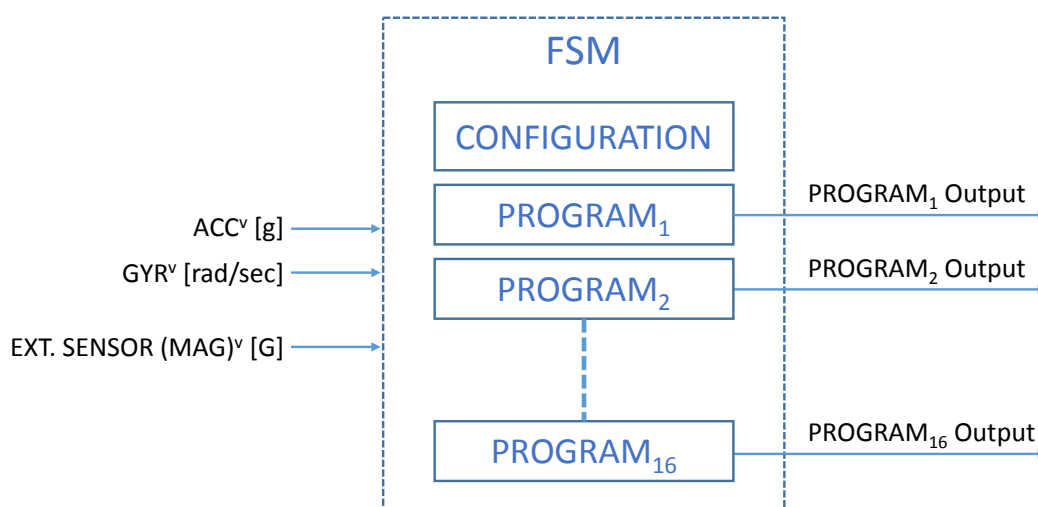 FSM
CONFIGURATION
PROGRAM₁
PROGRAM₁ Output
ACCᵛ [g]
GYRᵛ [rad/sec]
PROGRAM₂
PROGRAM₂ Output
EXT. SENSOR (MAG)ᵛ [G]
PROGRAM₁₆
PROGRAM₁₆ Output